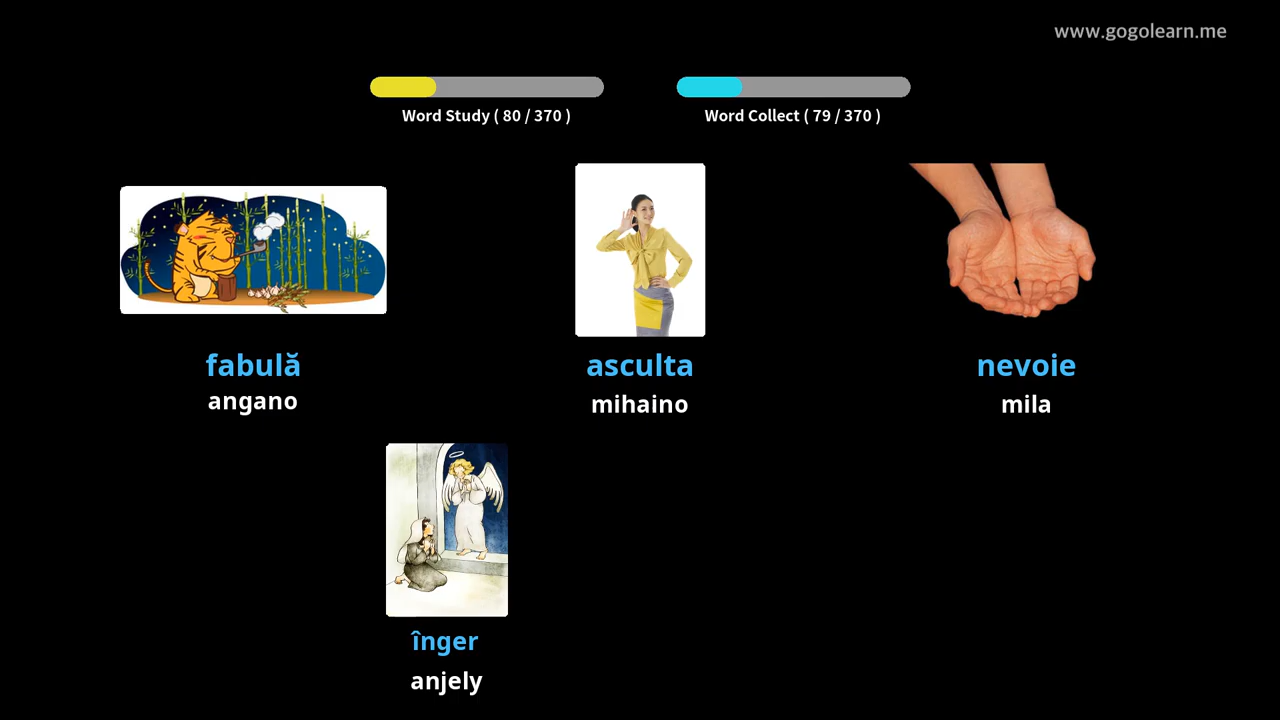 www.gogolearn.me
Word Study ( 80 / 370 )
Word Collect ( 79 / 370 )
fabulă
angano
asculta
mihaino
nevoie
mila
înger
anjely